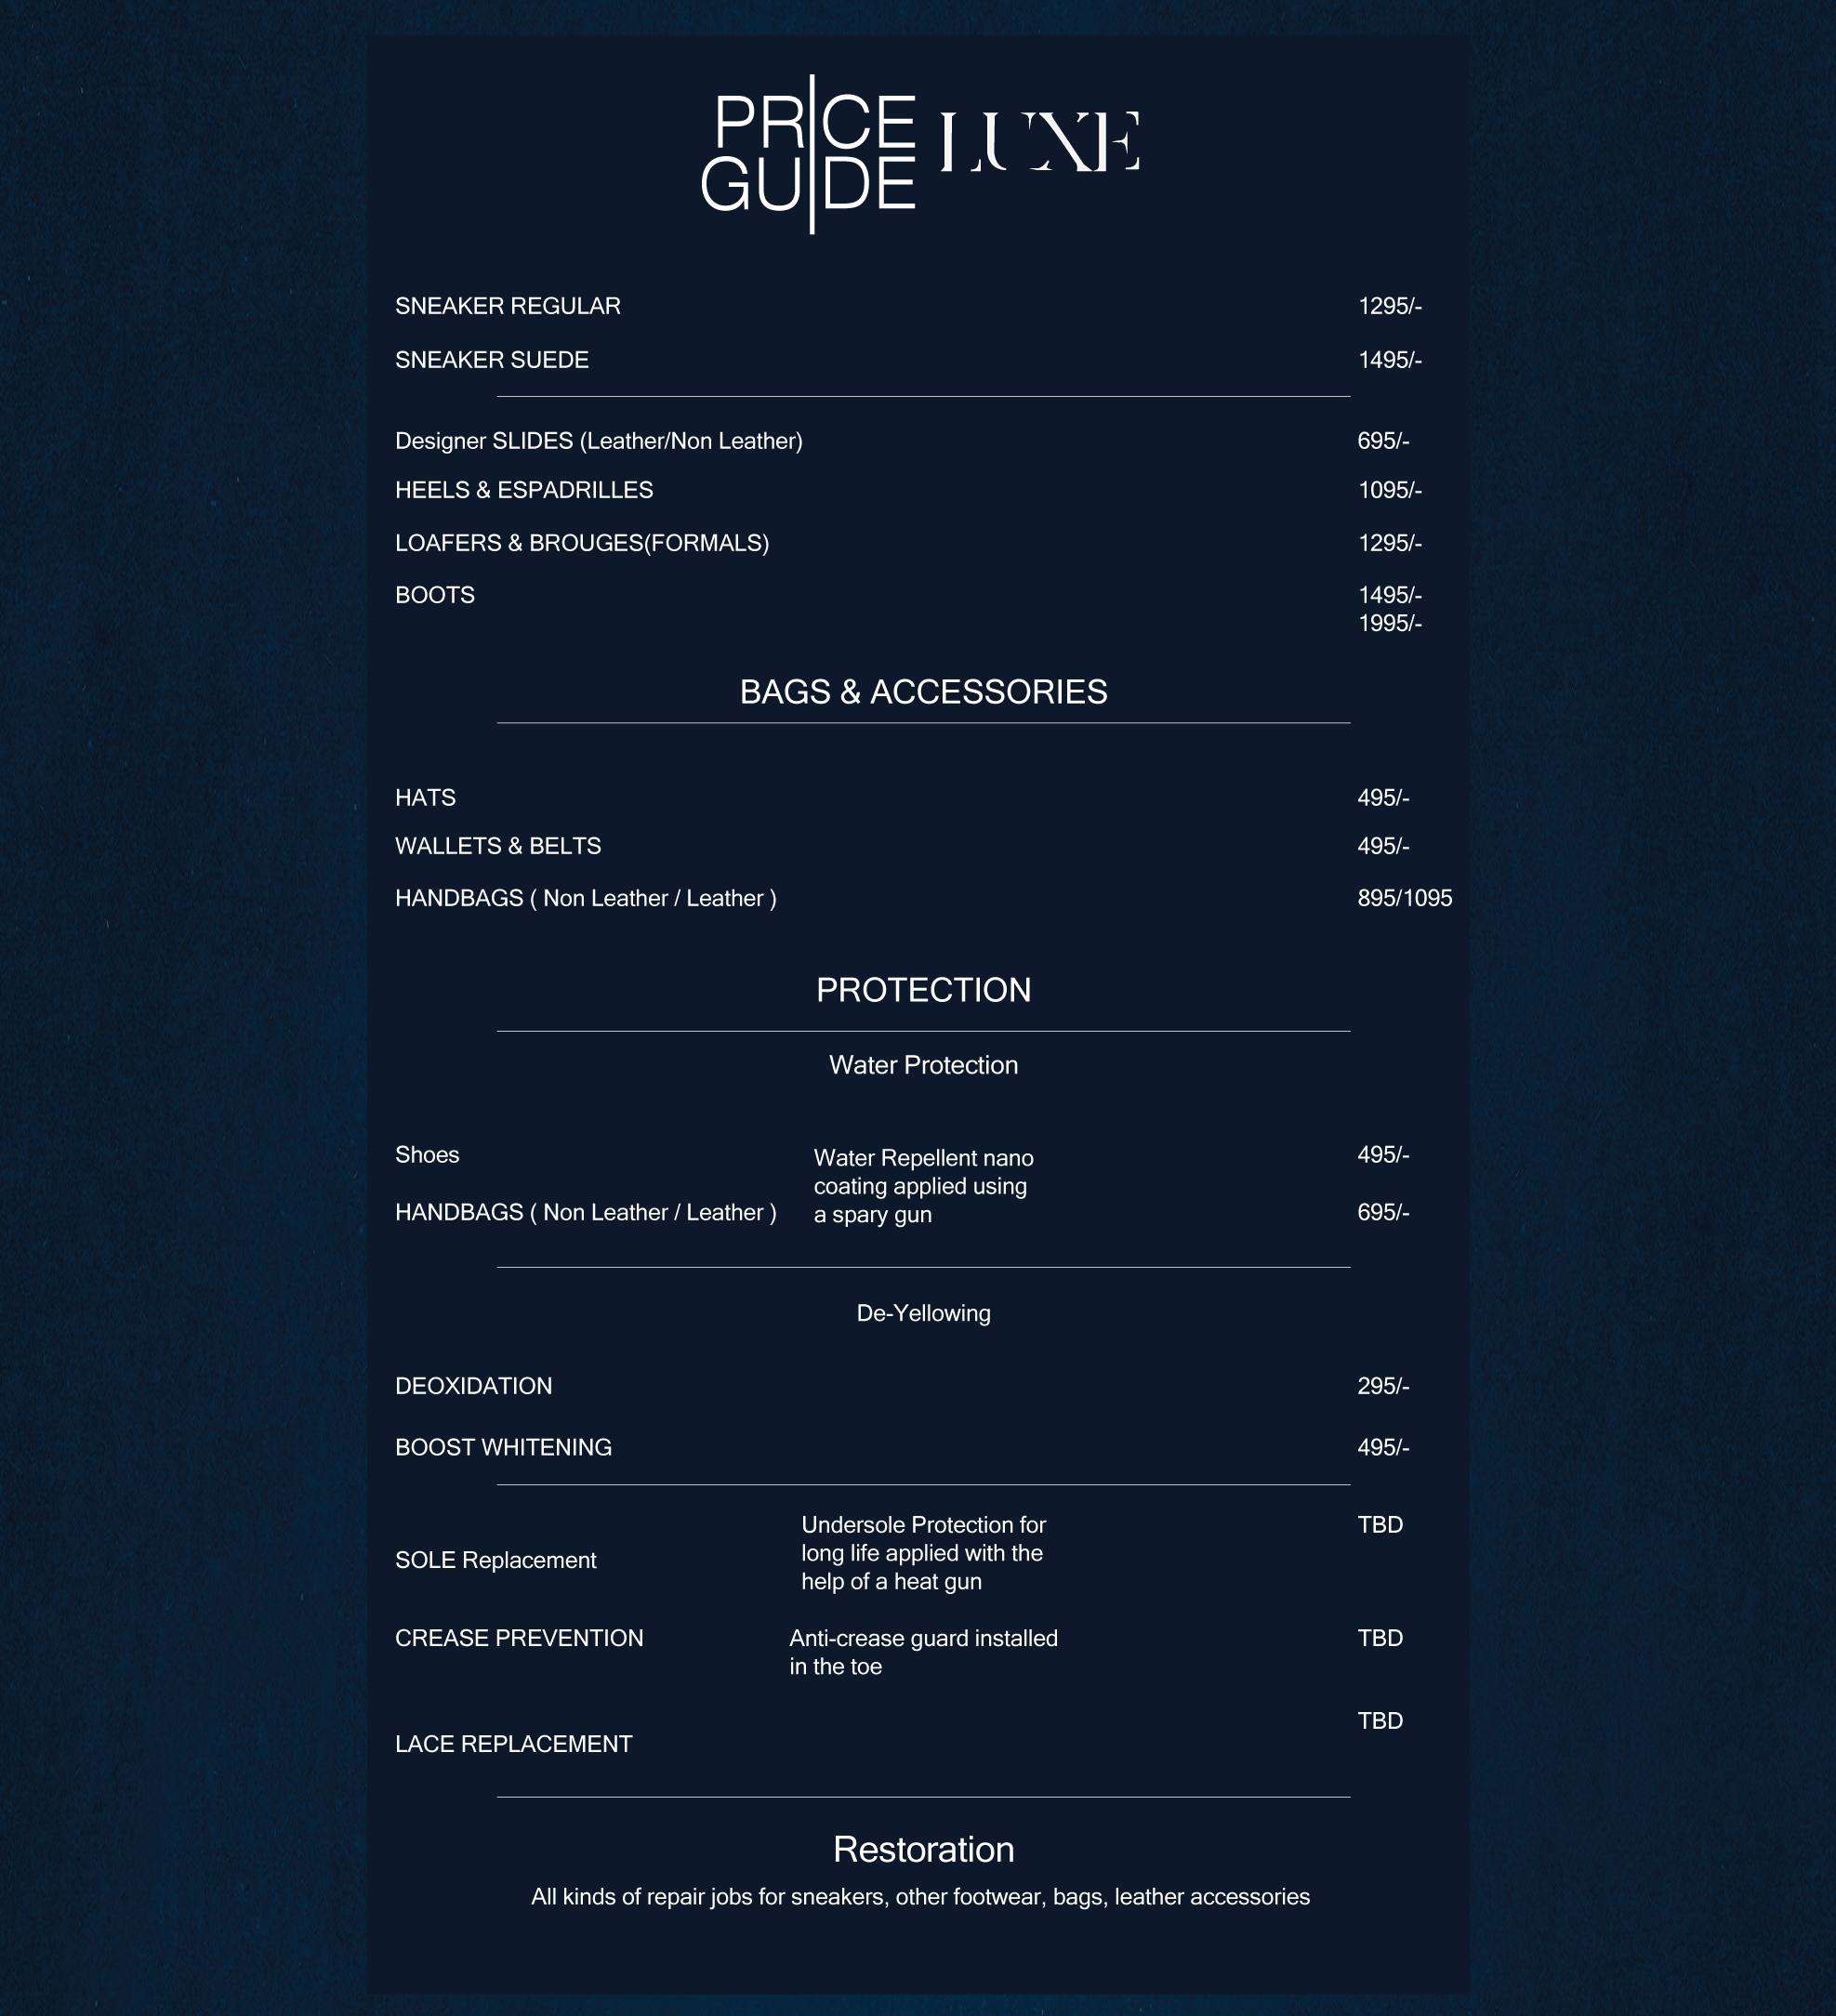 PRICE
GUIDE
LUXE
SNEAKER REGULAR 1295/-
SNEAKER SUEDE 1495/-
Designer SLIDES (Leather/Non Leather) 695/-
HEELS & ESPADRILLES 1095/-
LOAFERS & BROUGES(FORMALS) 1295/-
BOOTS 1495/-
1995/-
BAGS & ACCESSORIES
HATS 495/-
WALLETS & BELTS 495/-
HANDBAGS ( Non Leather / Leather ) 895/1095
PROTECTION
Water Protection
Shoes 495/-
Water Repellent nano
coating applied using
a spary gun
HANDBAGS ( Non Leather / Leather ) 695/-
De-Yellowing
DEOXIDATION 295/-
BOOST WHITENING 495/-
SOLE Replacement
Undersole Protection for
long life applied with the
help of a heat gun
TBD
CREASE PREVENTION
Anti-crease guard installed
in the toe
TBD
LACE REPLACEMENT TBD
Restoration
All kinds of repair jobs for sneakers, other footwear, bags, leather accessories